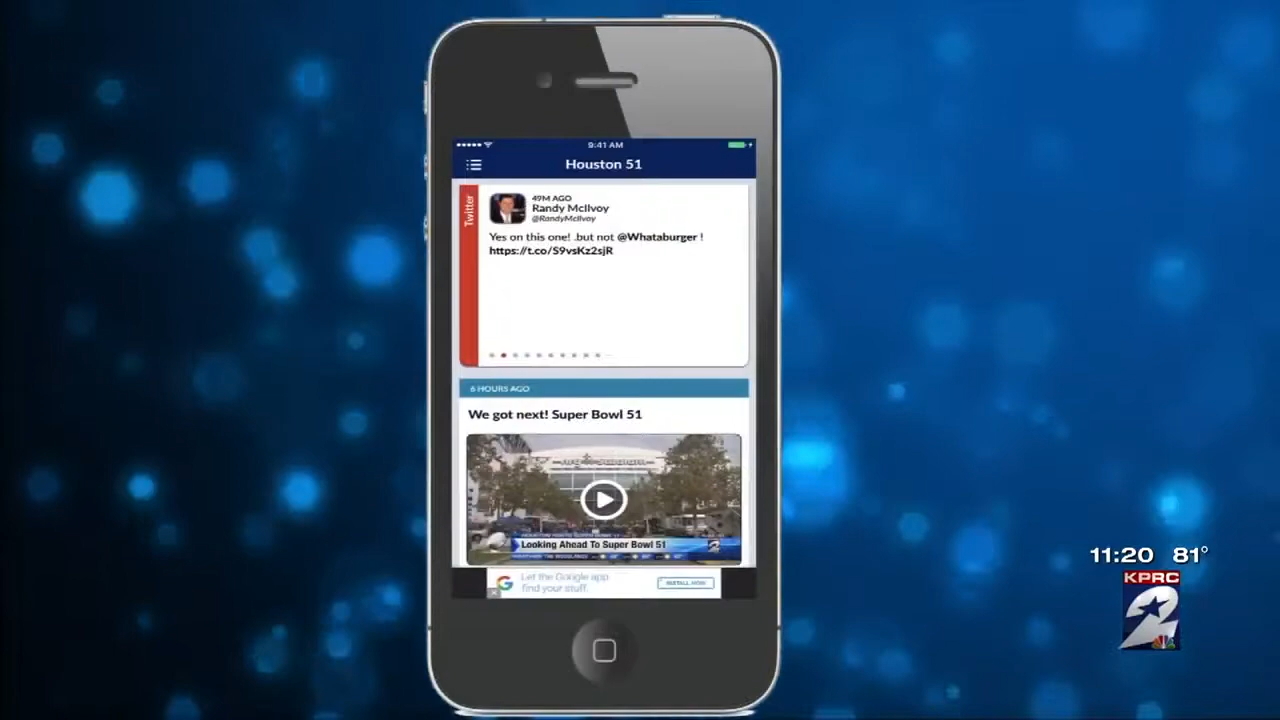 9:41 AM
Houston 51
Twitter
49M AGO
Randy McIlvoy
@RandyMcIlvoy
Yes on this one! .but not @Whataburger !
https://t.co/S9vsKz2sjR
6 HOURS AGO
We got next! Super Bowl 51
Looking Ahead To Super Bowl 51
2
Let the Google app
find your stuff.
INSTALL NOW
11:20 81°
KPRC
2